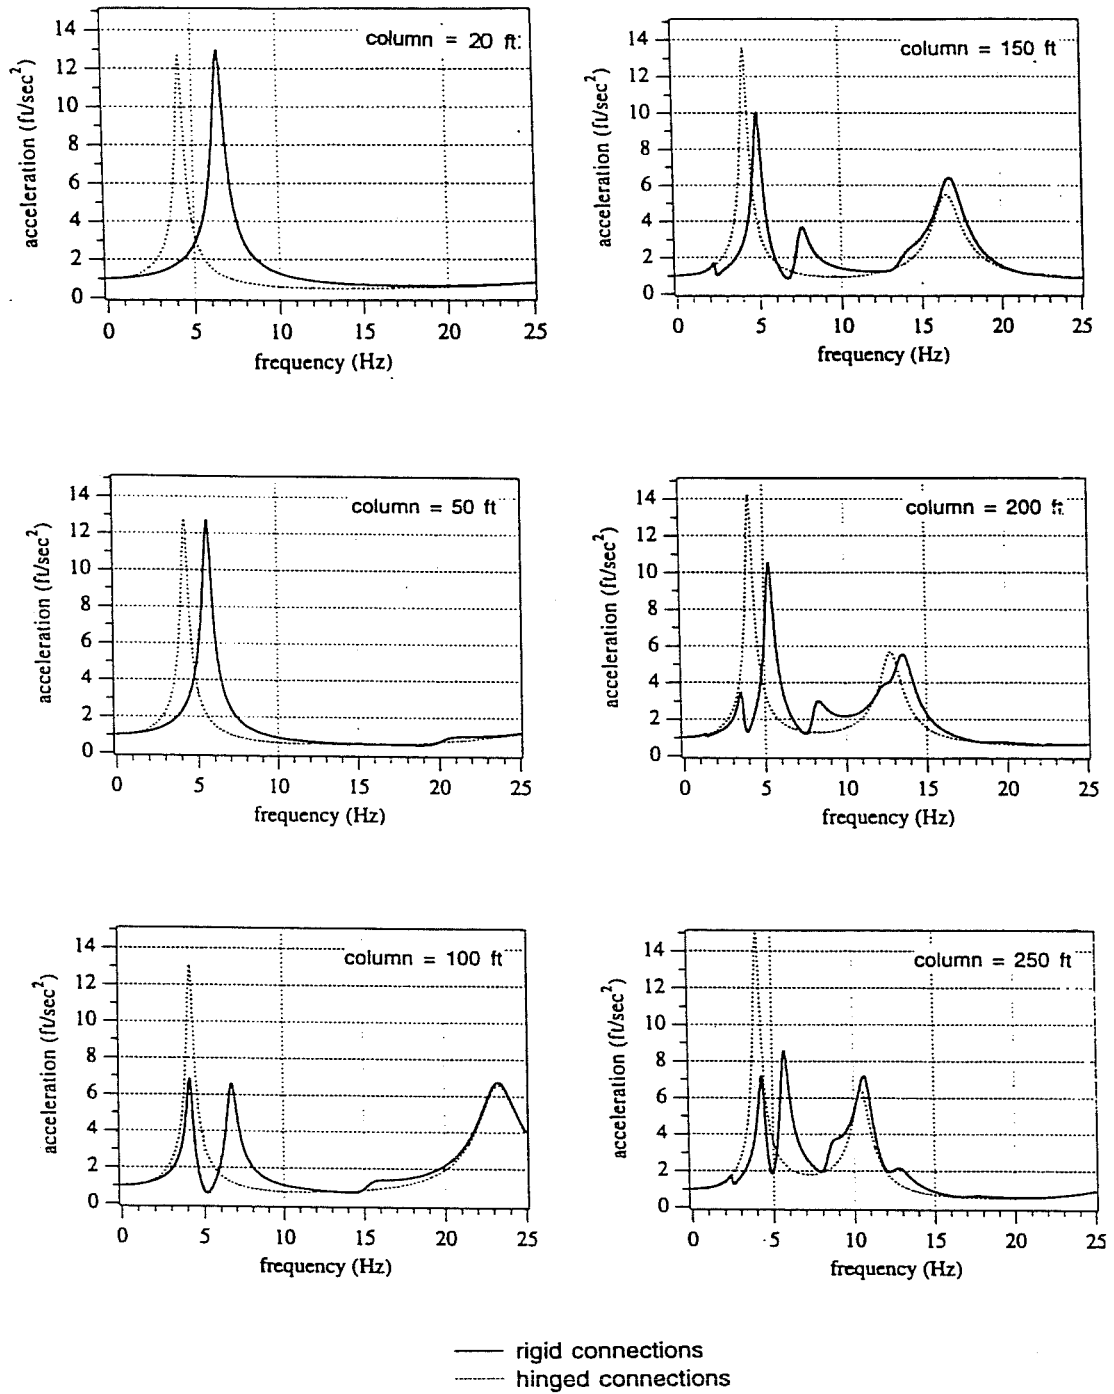 column = 20 ft:
acceleration (ft/sec²)
14
12
10
8
6
4
2
0
0 5 10 15 20 25
frequency (Hz)
column = 150 ft
acceleration (ft/sec²)
14
12
10
8
6
4
2
0
0 5 10 15 20 25
frequency (Hz)
column = 50 ft
acceleration (ft/sec²)
14
12
10
8
6
4
2
0
0 5 10 15 20 25
frequency (Hz)
column = 200 ft
acceleration (ft/sec²)
14
12
10
8
6
4
2
0
0 5 10 15 20 25
frequency (Hz)
column = 100 ft
acceleration (ft/sec²)
14
12
10
8
6
4
2
0
0 5 10 15 20 25
frequency (Hz)
column = 250 ft
acceleration (ft/sec²)
14
12
10
8
6
4
2
0
0 5 10 15 20 25
frequency (Hz)
rigid connections
hinged connections